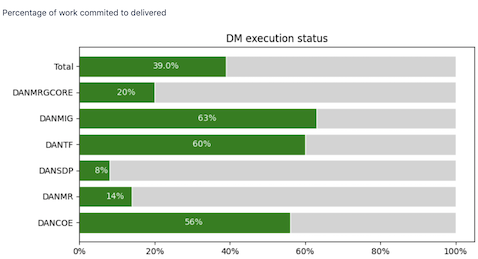 Percentage of work commited to delivered
DM execution status
Total 39.0%
DANMRGCORE 20%
DANMIG 63%
DANTF 60%
DANSDP 8%
DANMR 14%
DANCOE 56%
0% 20% 40% 60% 80% 100%